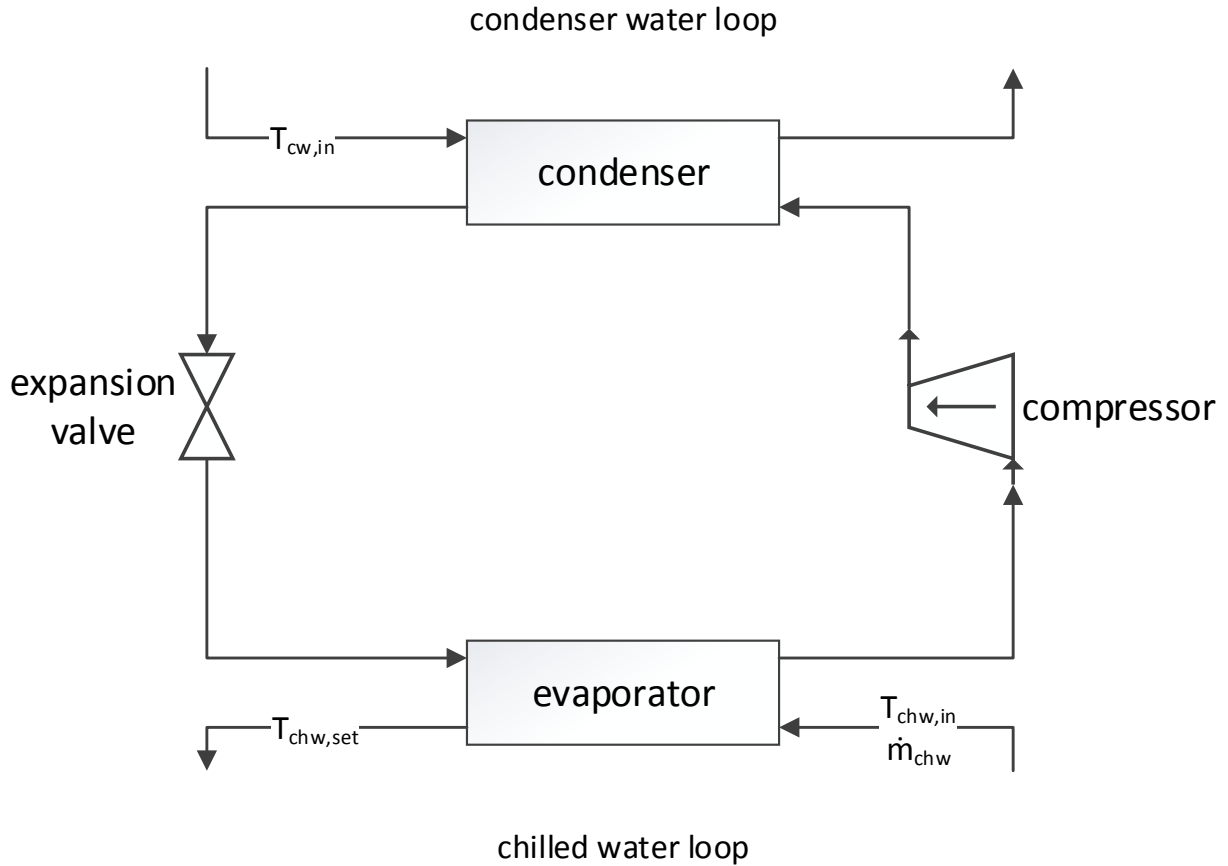 condenser water loop
T_cw,in
condenser
expansion
valve
compressor
evaporator
T_chw,set
T_chw,in
ṁ_chw
chilled water loop